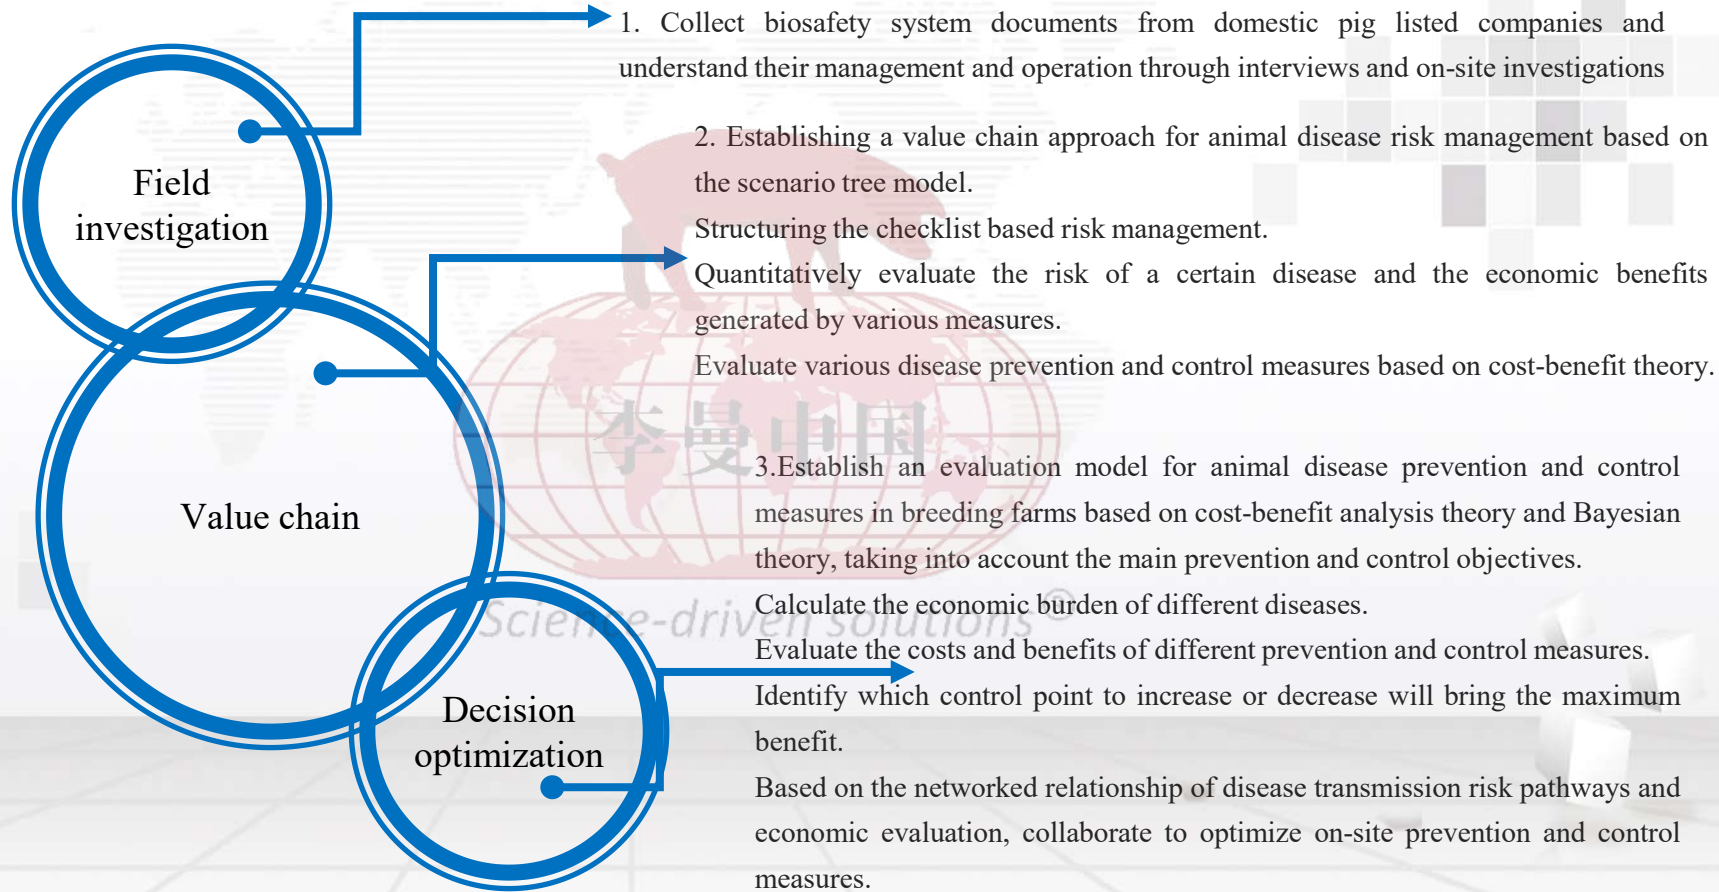 1. Collect biosafety system documents from domestic pig listed companies and
understand their management and operation through interviews and on-site investigations
Field
investigation
2. Establishing a value chain approach for animal disease risk management based on
the scenario tree model.
Structuring the checklist based risk management.
Quantitatively evaluate the risk of a certain disease and the economic benefits
generated by various measures.
Evaluate various disease prevention and control measures based on cost-benefit theory.
李曼中国
Value chain
3.Establish an evaluation model for animal disease prevention and control
measures in breeding farms based on cost-benefit analysis theory and Bayesian
theory, taking into account the main prevention and control objectives.
Calculate the economic burden of different diseases.
Science-driven solutions®
Evaluate the costs and benefits of different prevention and control measures.
Identify which control point to increase or decrease will bring the maximum
benefit.
Decision
optimization
Based on the networked relationship of disease transmission risk pathways and
economic evaluation, collaborate to optimize on-site prevention and control
measures.